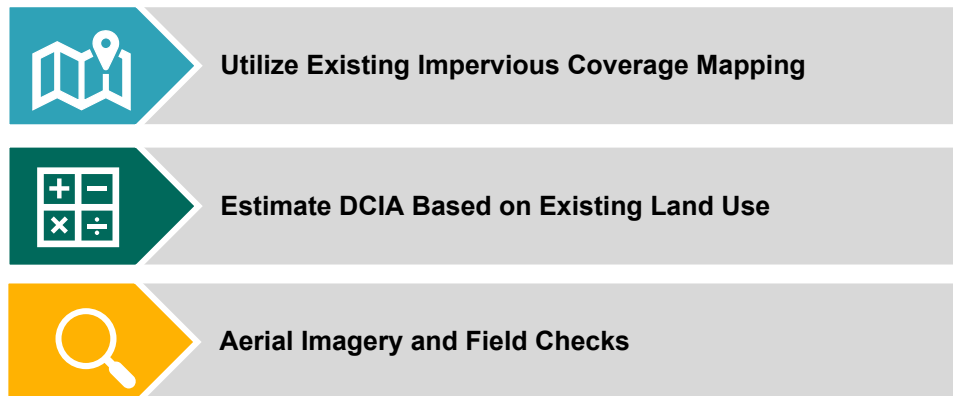 Utilize Existing Impervious Coverage Mapping
Estimate DCIA Based on Existing Land Use
Aerial Imagery and Field Checks